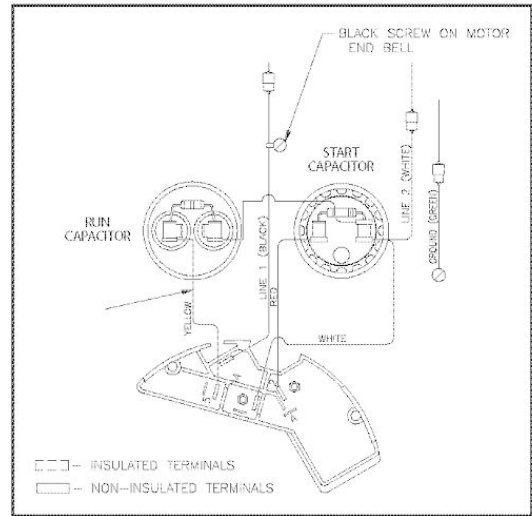 BLACK SCREW ON MOTOR
END BELL
START
CAPACITOR
RUN
CAPACITOR
LINE 1 (BLACK)
RED
LINE 2 (WHITE)
GROUND (GREEN)
YELLOW
WHITE
- INSULATED TERMINALS
- NON-INSULATED TERMINALS